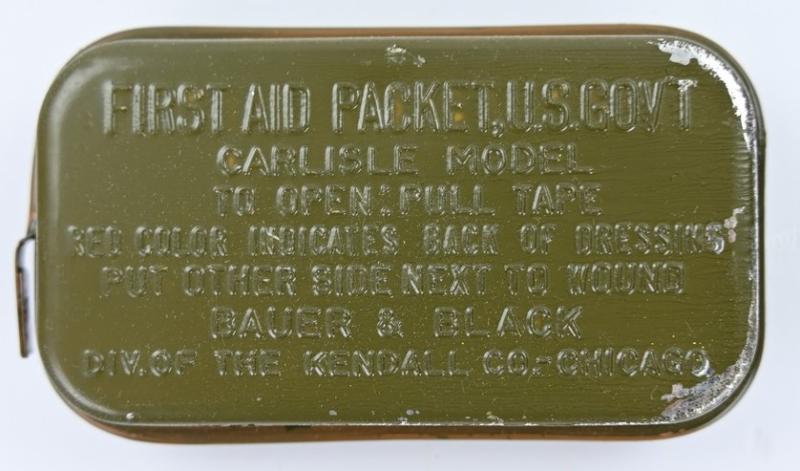 FIRST AID PACKET, U.S. GOV'T
CARLISLE MODEL
TO OPEN: PULL TAPE
RED COLOR INDICATES BACK OF DRESSING
PUT OTHER SIDE NEXT TO WOUND
BAUER & BLACK
DIV. OF THE KENDALL CO.-CHICAGO